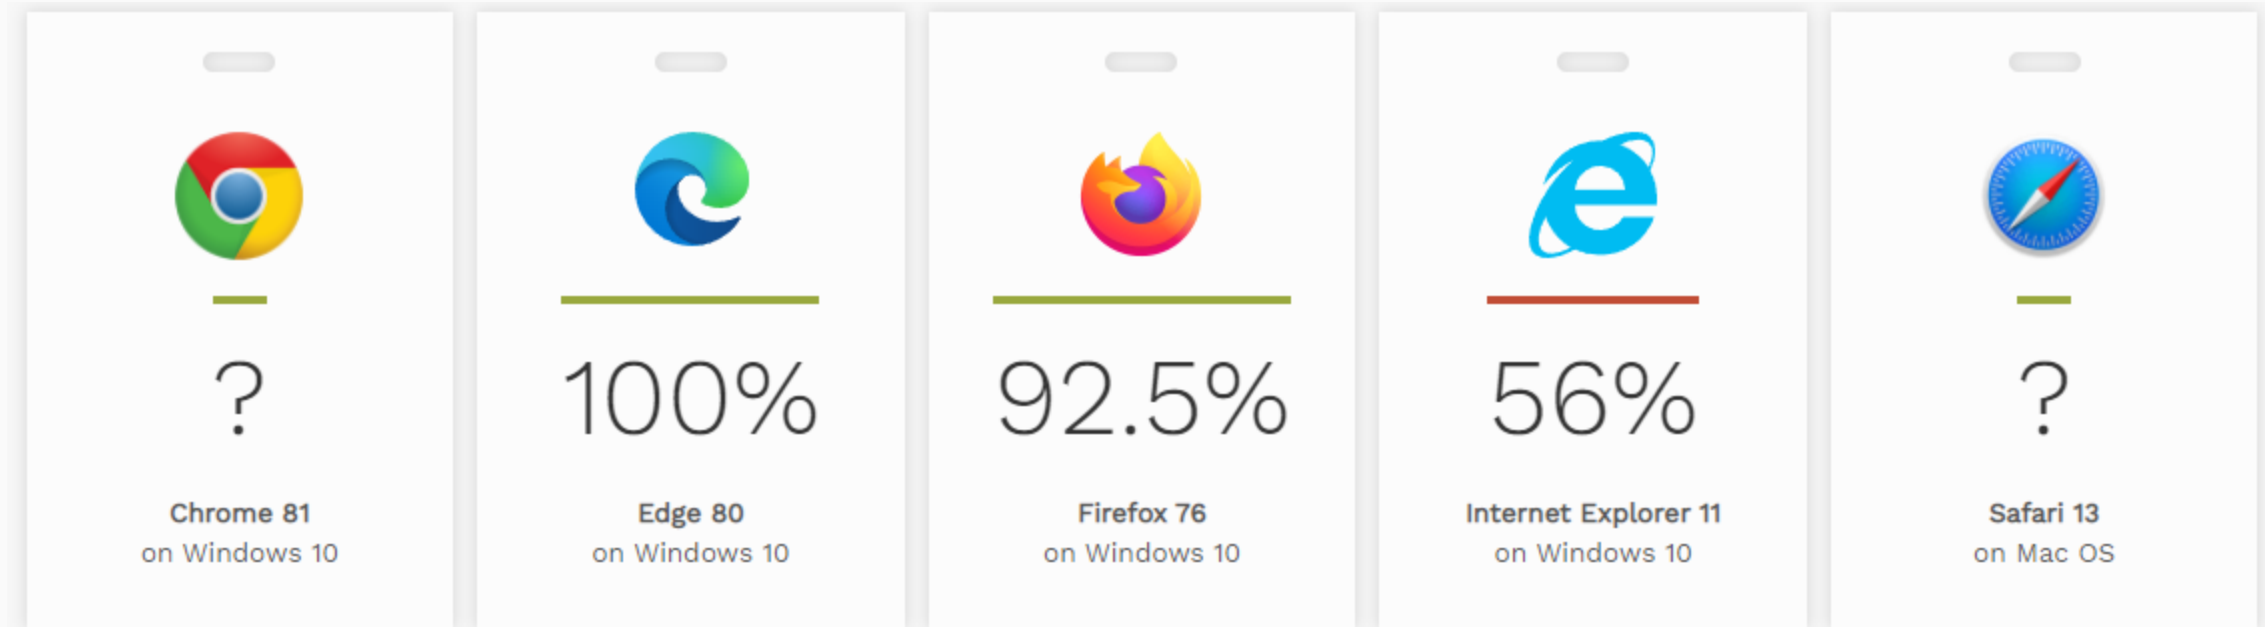 ?
Chrome 81
on Windows 10
100%
Edge 80
on Windows 10
92.5%
Firefox 76
on Windows 10
56%
Internet Explorer 11
on Windows 10
?
Safari 13
on Mac OS